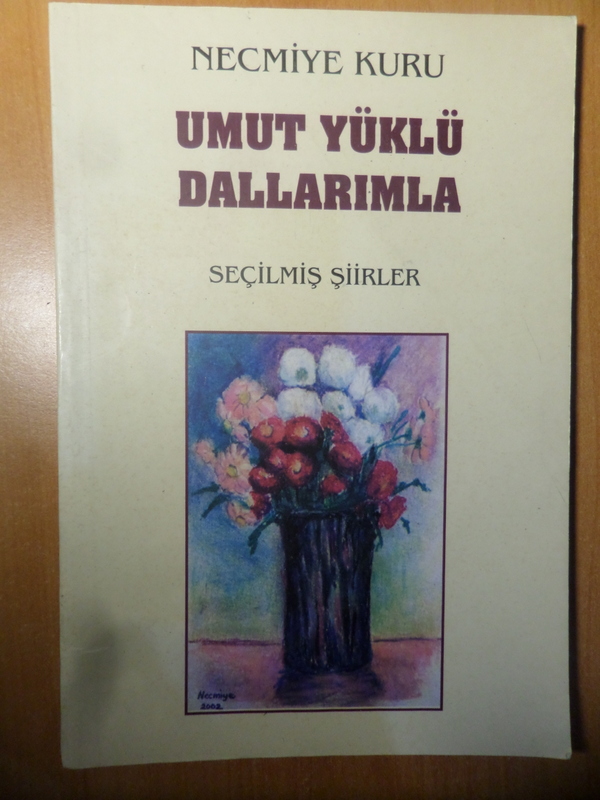 NECMİYE KURU
UMUT YÜKLÜ
DALLARIMLA
SEÇİLMİŞ ŞİİRLER
Necmiye
2002